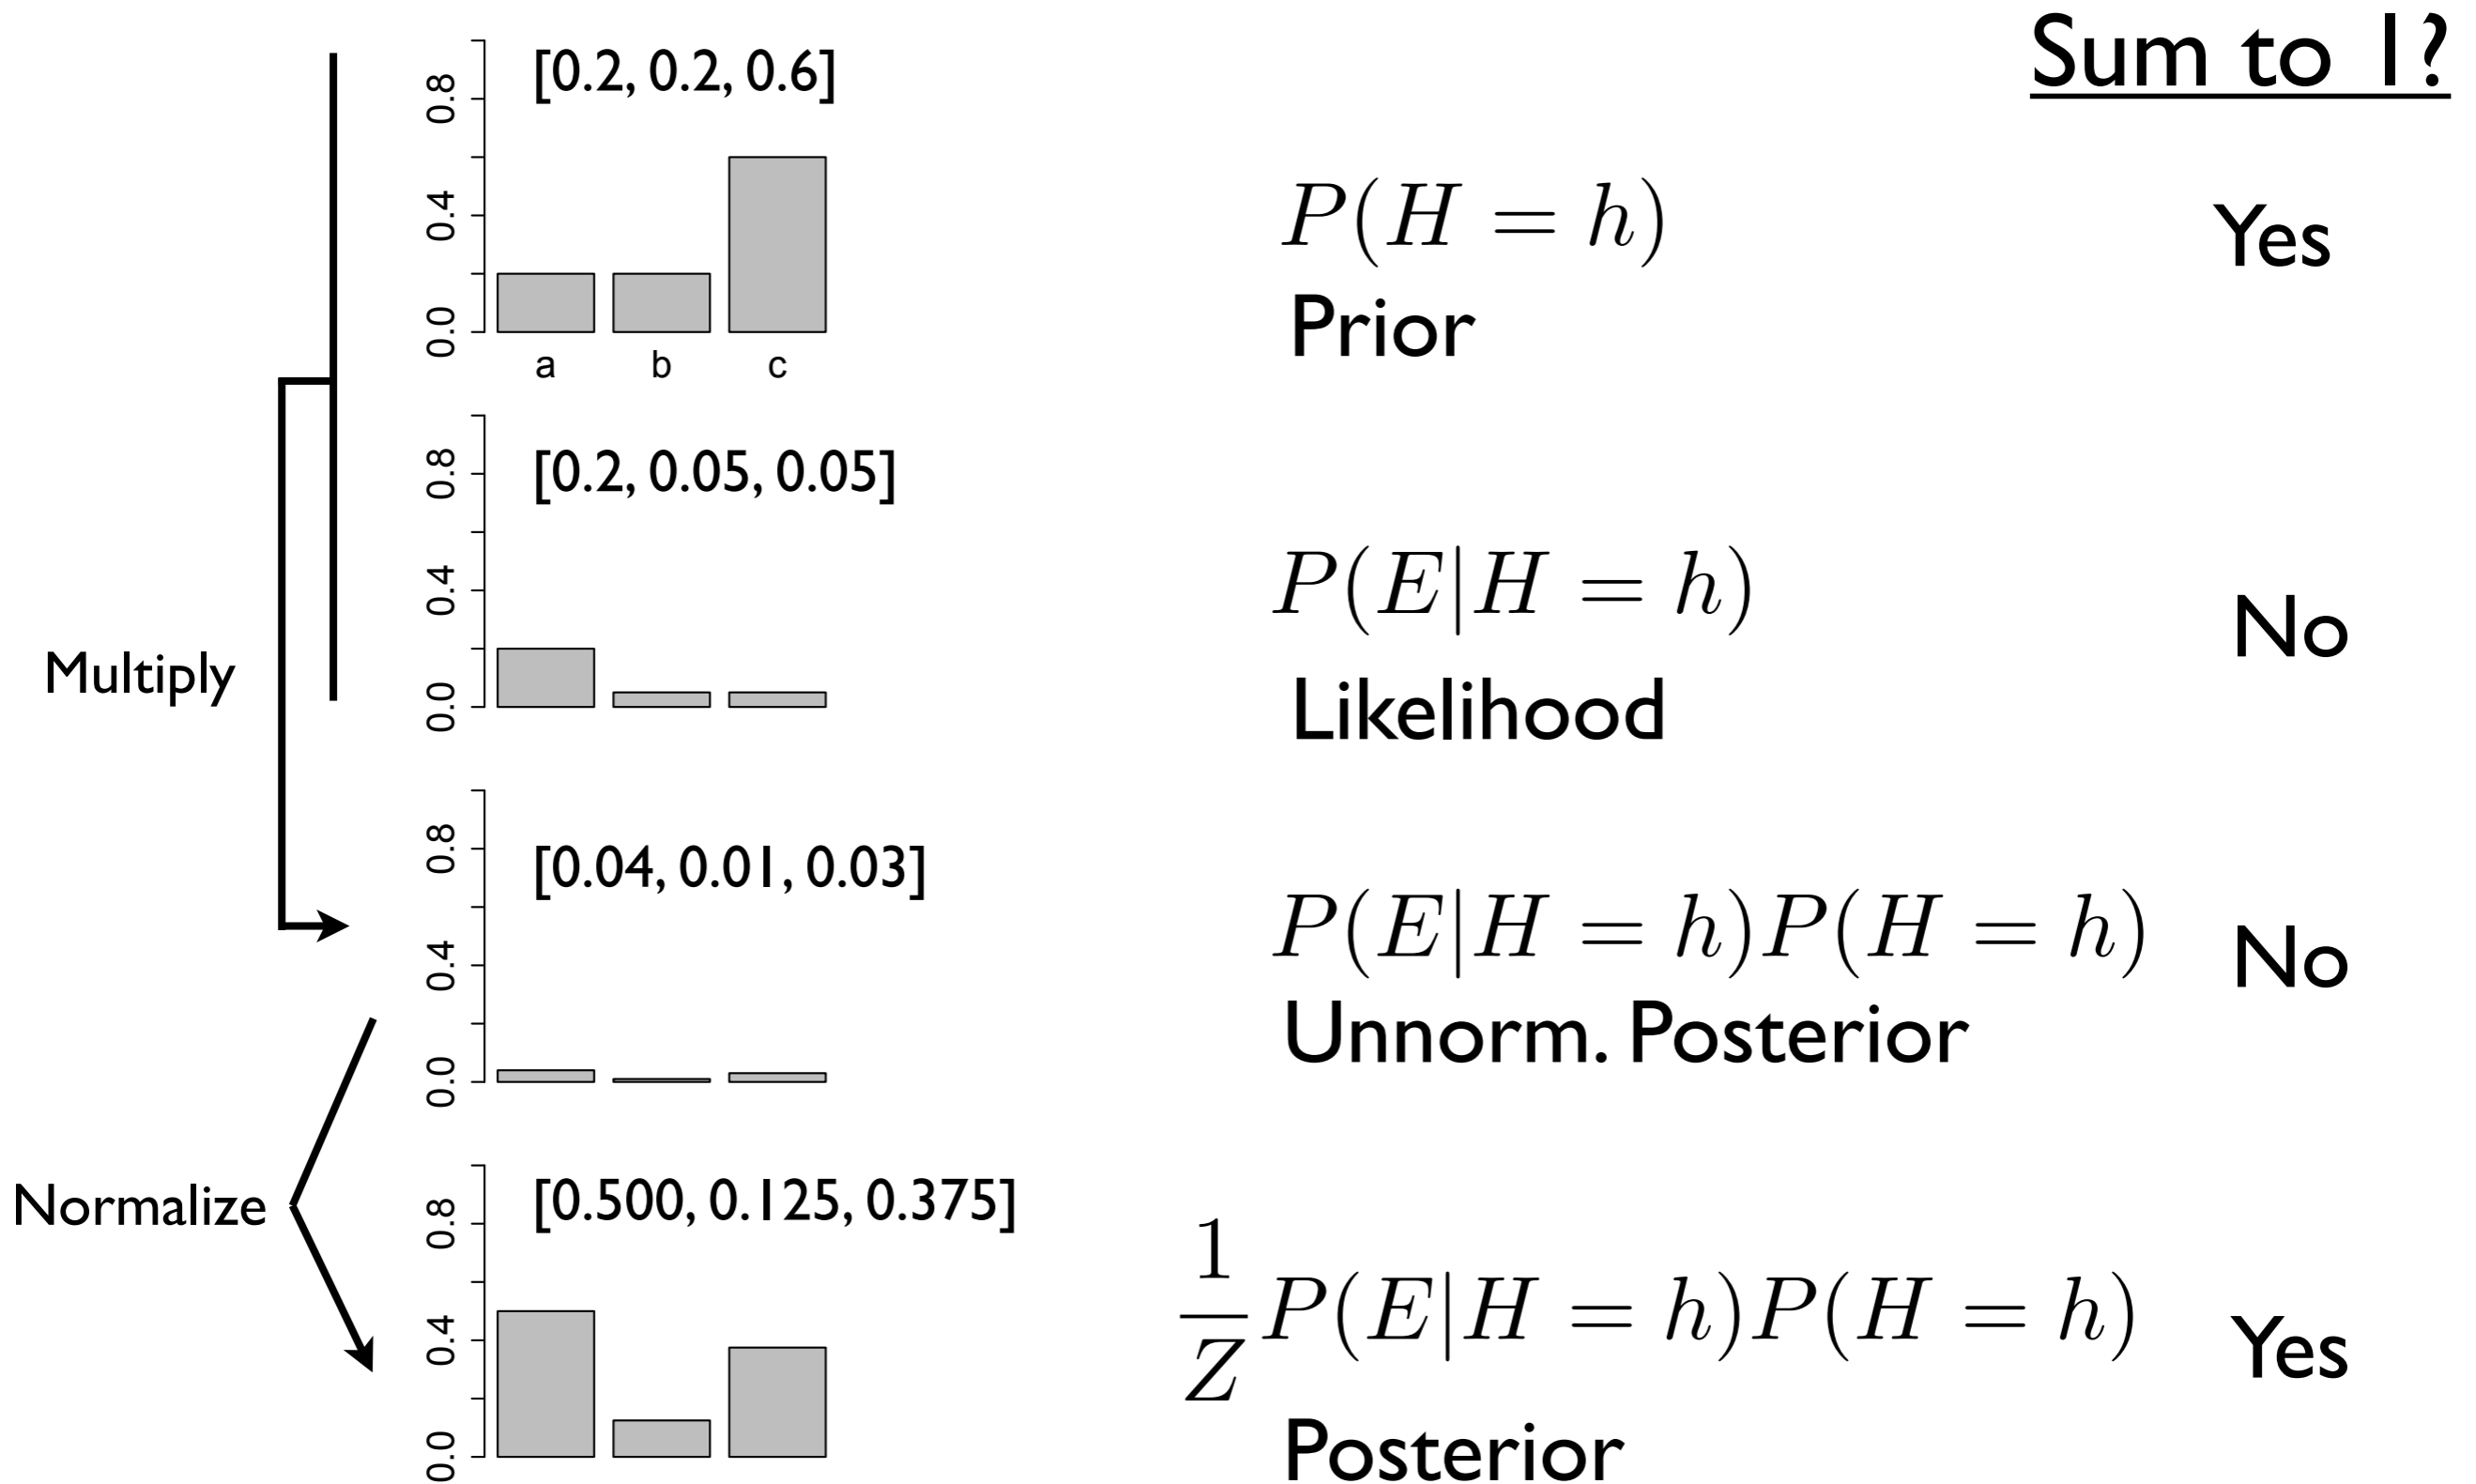 Sum to 1?
[0.2, 0.2, 0.6]
0.8
0.4
0.0
a b c
P(H = h)
Prior
Yes
[0.2, 0.05, 0.05]
0.8
0.4
0.0
P(E|H = h)
Likelihood
No
Multiply
[0.04, 0.01, 0.03]
0.8
0.4
0.0
P(E|H = h)P(H = h)
Unnorm. Posterior
No
Normalize
[0.500, 0.125, 0.375]
0.8
0.4
0.0
1/Z P(E|H = h)P(H = h)
Posterior
Yes